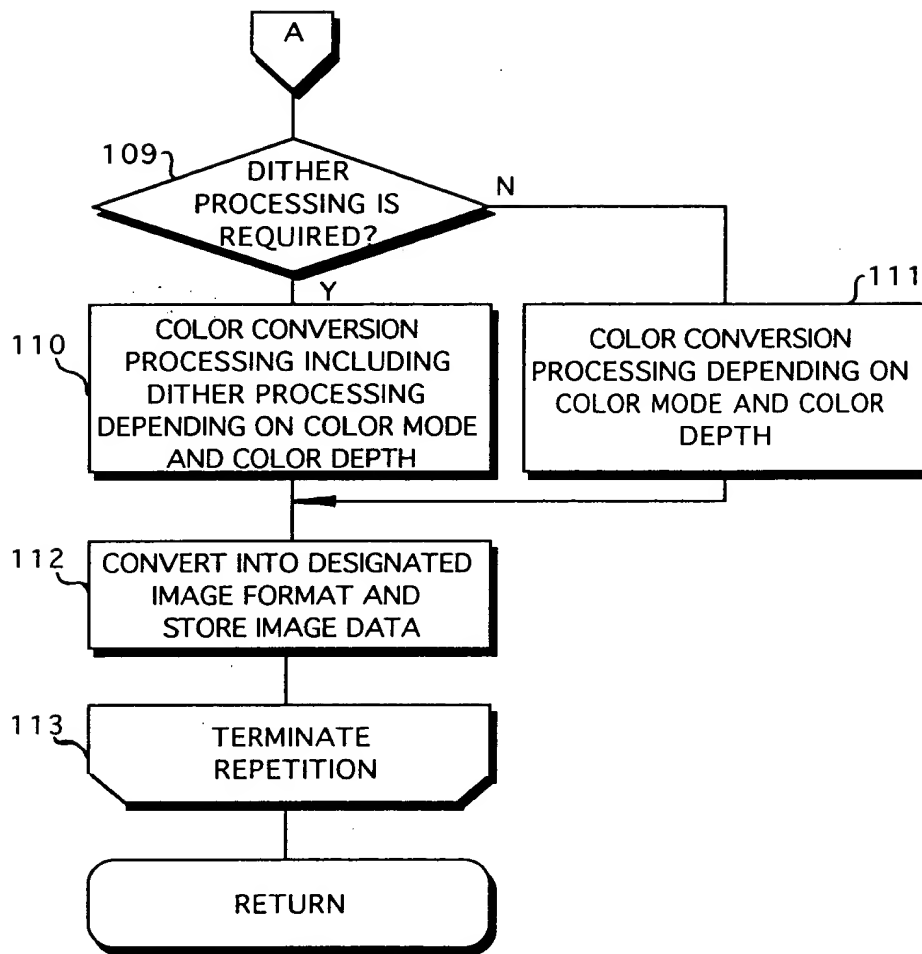 A
109
DITHER
PROCESSING IS
REQUIRED?
N
Y
110
COLOR CONVERSION
PROCESSING INCLUDING
DITHER PROCESSING
DEPENDING ON COLOR MODE
AND COLOR DEPTH
111
COLOR CONVERSION
PROCESSING DEPENDING ON
COLOR MODE AND COLOR
DEPTH
112
CONVERT INTO DESIGNATED
IMAGE FORMAT AND
STORE IMAGE DATA
113
TERMINATE
REPETITION
RETURN